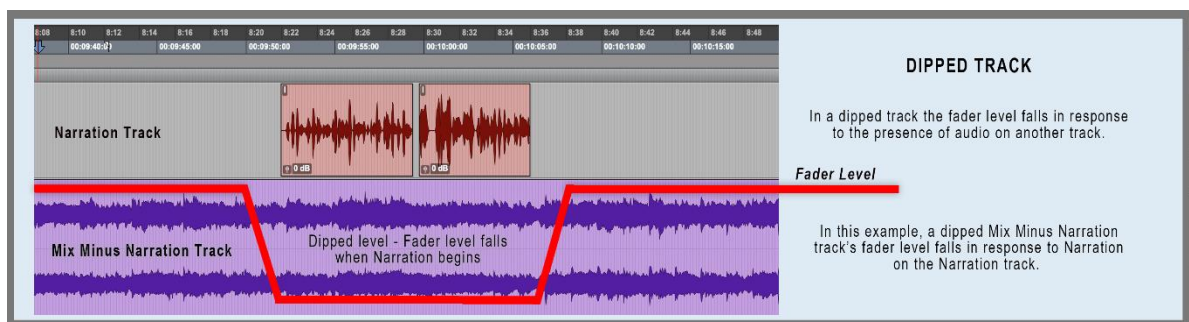 8:08 8:10 8:12 8:14 8:16 8:18 8:20 8:22 8:24 8:26 8:28 8:30 8:32 8:34 8:36 8:38 8:40 8:42 8:44 8:46 8:48
00:09:40:00 00:09:45:00 00:09:50:00 00:09:55:00 00:10:00:00 00:10:05:00 00:10:10:00 00:10:15:00
Narration Track
0 dB 0 dB
Mix Minus Narration Track
Dipped level - Fader level falls
when Narration begins
DIPPED TRACK
In a dipped track the fader level falls in response
to the presence of audio on another track.
Fader Level
In this example, a dipped Mix Minus Narration
track's fader level falls in response to Narration
on the Narration track.